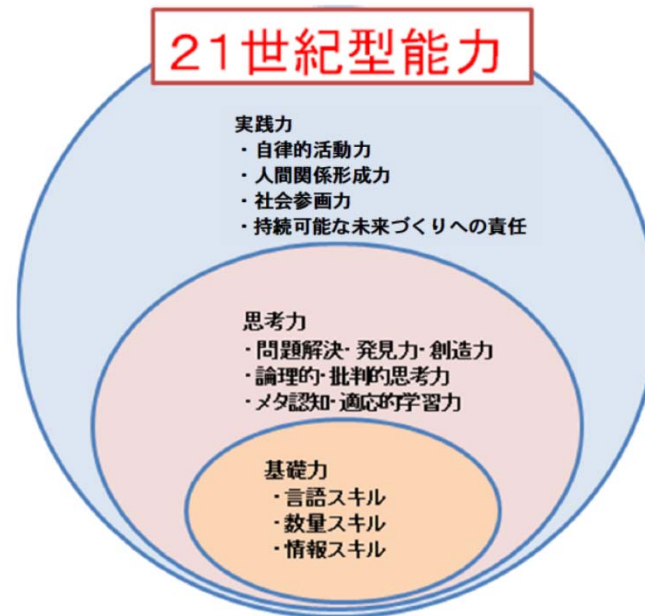 21世紀型能力
実践力
・自律的活動力
・人間関係形成力
・社会参画力
・持続可能な未来づくりへの責任
思考力
・問題解決・発見力・創造力
・論理的・批判的思考力
・メタ認知・適応的学習力
基礎力
・言語スキル
・数量スキル
・情報スキル